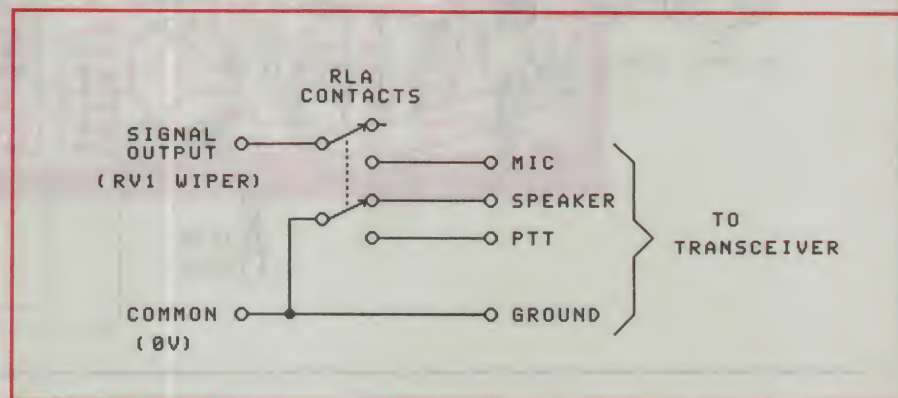 RLA
CONTACTS
SIGNAL
OUTPUT
(RV1 WIPER)
MIC
SPEAKER
PTT
TO
TRANSCEIVER
COMMON
(0V)
GROUND